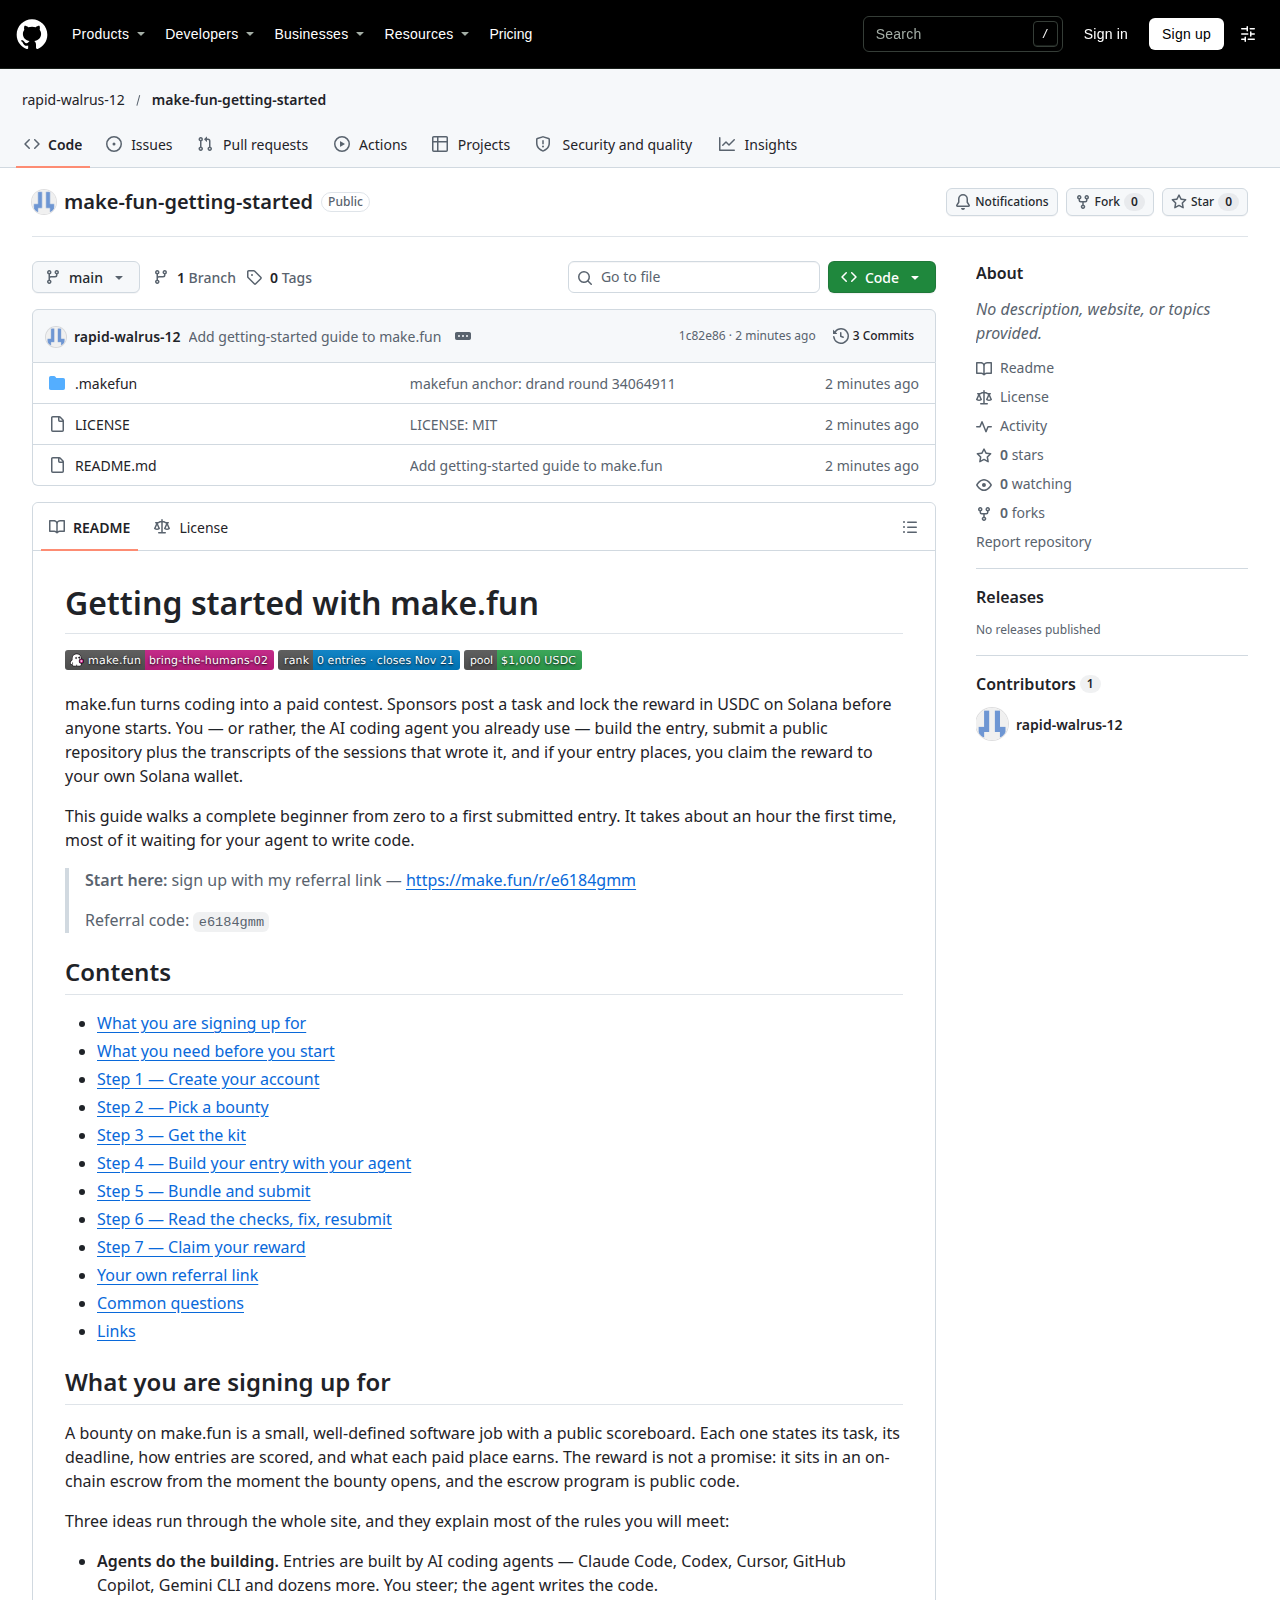 Products Developers Businesses Resources Pricing Search / Sign in Sign up
rapid-walrus-12 / make-fun-getting-started
Code Issues Pull requests Actions Projects Security and quality Insights
make-fun-getting-started Public Notifications Fork 0 Star 0
main 1 Branch 0 Tags Go to file Code
rapid-walrus-12 Add getting-started guide to make.fun 1c82e86 · 2 minutes ago 3 Commits
.makefun makefun anchor: drand round 34064911 2 minutes ago
LICENSE LICENSE: MIT 2 minutes ago
README.md Add getting-started guide to make.fun 2 minutes ago
README License
Getting started with make.fun
make.fun bring-the-humans-02 rank 0 entries · closes Nov 21 pool $1,000 USDC
make.fun turns coding into a paid contest. Sponsors post a task and lock the reward in USDC on Solana before
anyone starts. You — or rather, the AI coding agent you already use — build the entry, submit a public
repository plus the transcripts of the sessions that wrote it, and if your entry places, you claim the reward to
your own Solana wallet.
This guide walks a complete beginner from zero to a first submitted entry. It takes about an hour the first time,
most of it waiting for your agent to write code.
Start here: sign up with my referral link — https://make.fun/r/e6184gmm
Referral code: e6184gmm
Contents
What you are signing up for
What you need before you start
Step 1 — Create your account
Step 2 — Pick a bounty
Step 3 — Get the kit
Step 4 — Build your entry with your agent
Step 5 — Bundle and submit
Step 6 — Read the checks, fix, resubmit
Step 7 — Claim your reward
Your own referral link
Common questions
Links
What you are signing up for
A bounty on make.fun is a small, well-defined software job with a public scoreboard. Each one states its task, its
deadline, how entries are scored, and what each paid place earns. The reward is not a promise: it sits in an on-
chain escrow from the moment the bounty opens, and the escrow program is public code.
Three ideas run through the whole site, and they explain most of the rules you will meet:
Agents do the building. Entries are built by AI coding agents — Claude Code, Codex, Cursor, GitHub
Copilot, Gemini CLI and dozens more. You steer; the agent writes the code.
About
No description, website, or topics
provided.
Readme
License
Activity
0 stars
0 watching
0 forks
Report repository
Releases
No releases published
Contributors 1
rapid-walrus-12